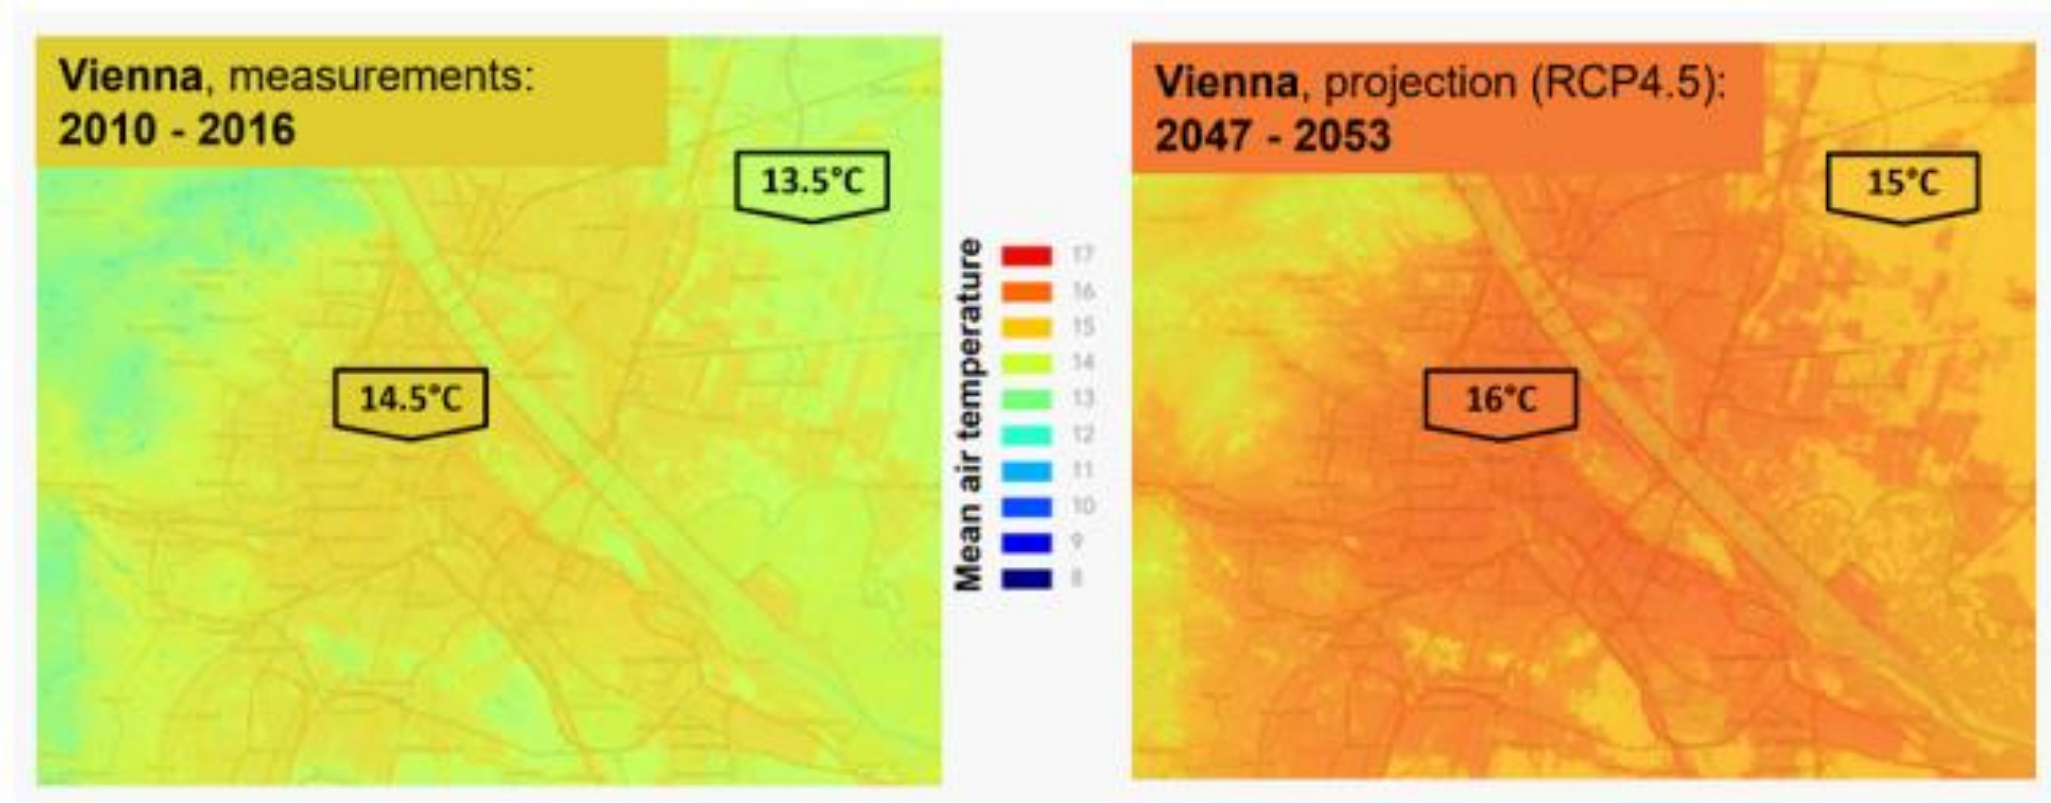 Vienna, measurements:
2010 - 2016
13.5°C
14.5°C
Mean air temperature
17
16
15
14
13
12
11
10
9
8
Vienna, projection (RCP4.5):
2047 - 2053
15°C
16°C